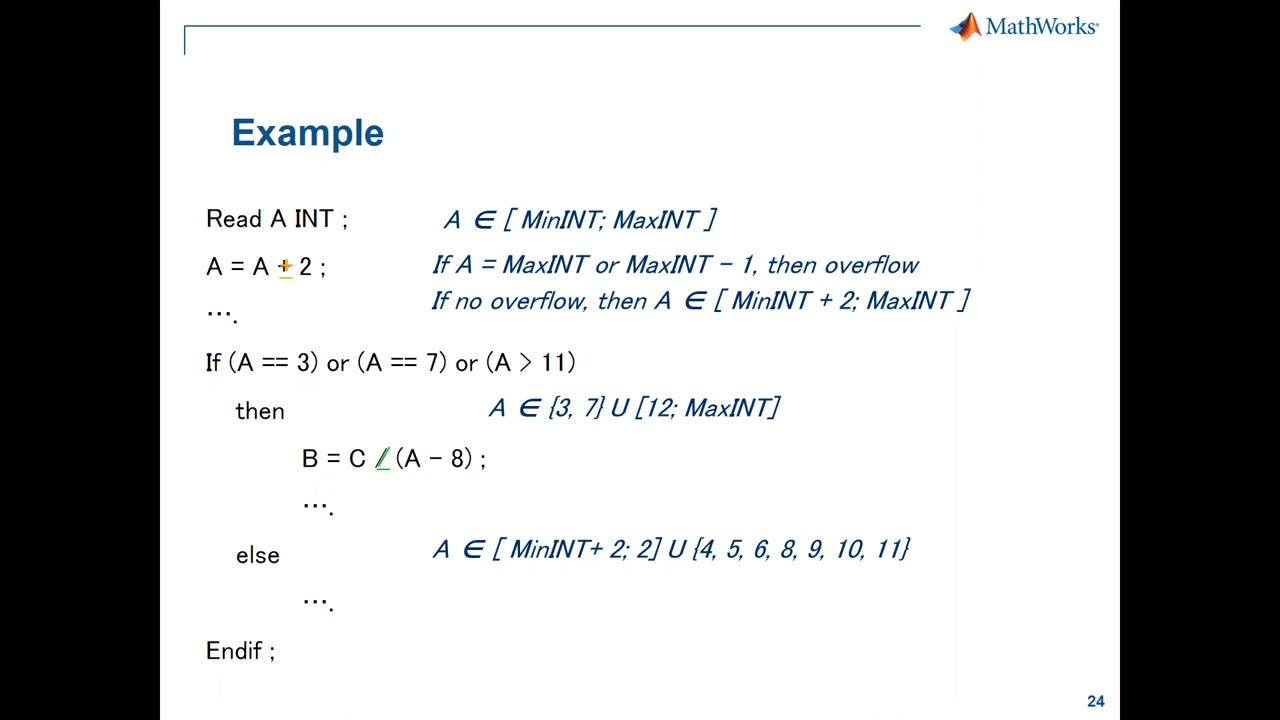 MathWorks®
Example
Read A INT ; A ∈ [ MinINT; MaxINT ]
A = A + 2 ; If A = MaxINT or MaxINT - 1, then overflow
If no overflow, then A ∈ [ MinINT + 2; MaxINT ]
….
If (A == 3) or (A == 7) or (A > 11)
then A ∈ {3, 7} U [12; MaxINT]
B = C / (A - 8) ;
….
else A ∈ [ MinINT+ 2; 2] U {4, 5, 6, 8, 9, 10, 11}
….
Endif ;
24